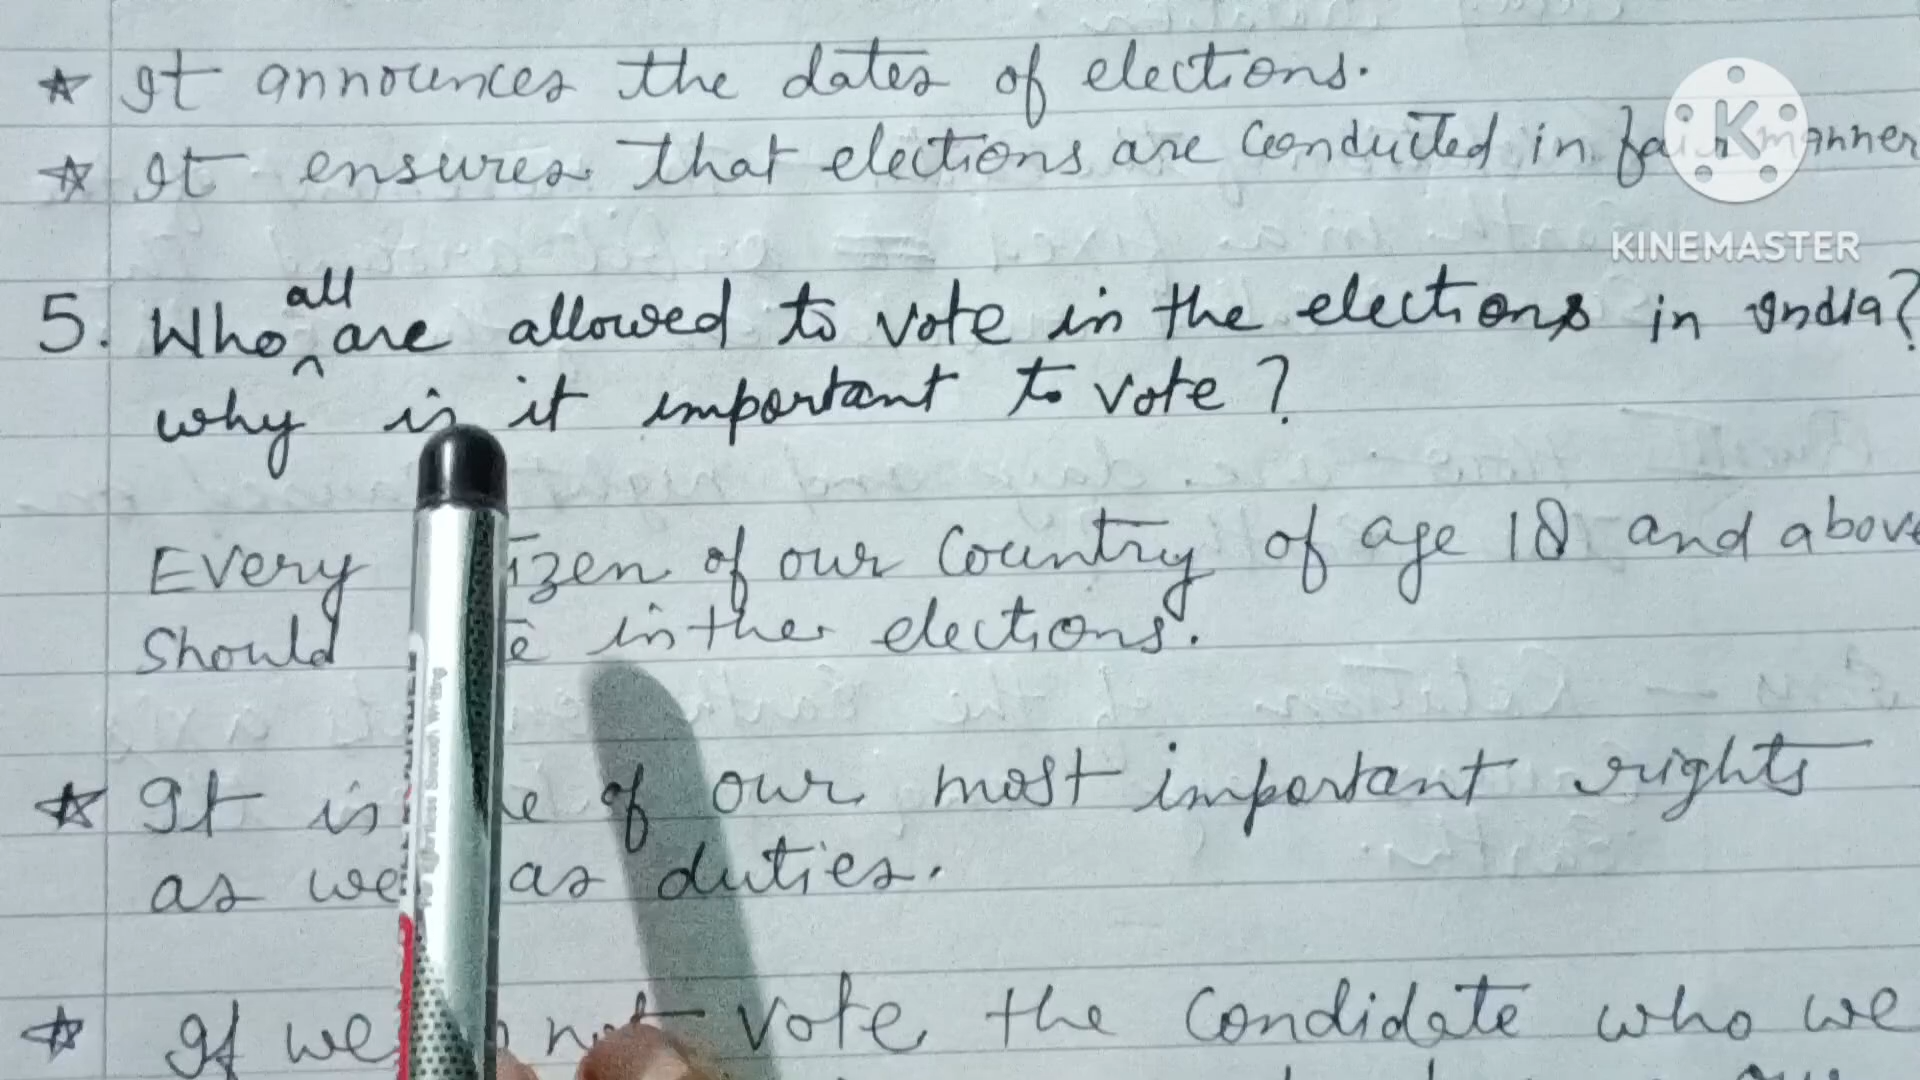 ★ It announces the dates of elections.
★ It ensures that elections are conducted in fair manner
K
KINEMASTER
5. Who all are allowed to vote in the elections in India?
why is it important to vote?
Every of our country of age 18 and above
Should in the elections.
★ It is of our most important rights
as well as duties.
★ If we not vote the candidate who we